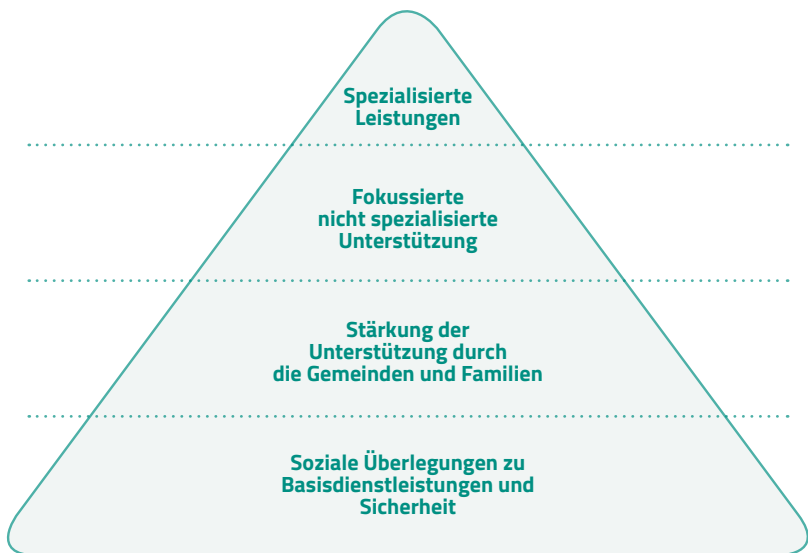 Spezialisierte
Leistungen
Fokussierte
nicht spezialisierte
Unterstützung
Stärkung der
Unterstützung durch
die Gemeinden und Familien
Soziale Überlegungen zu
Basisdienstleistungen und
Sicherheit